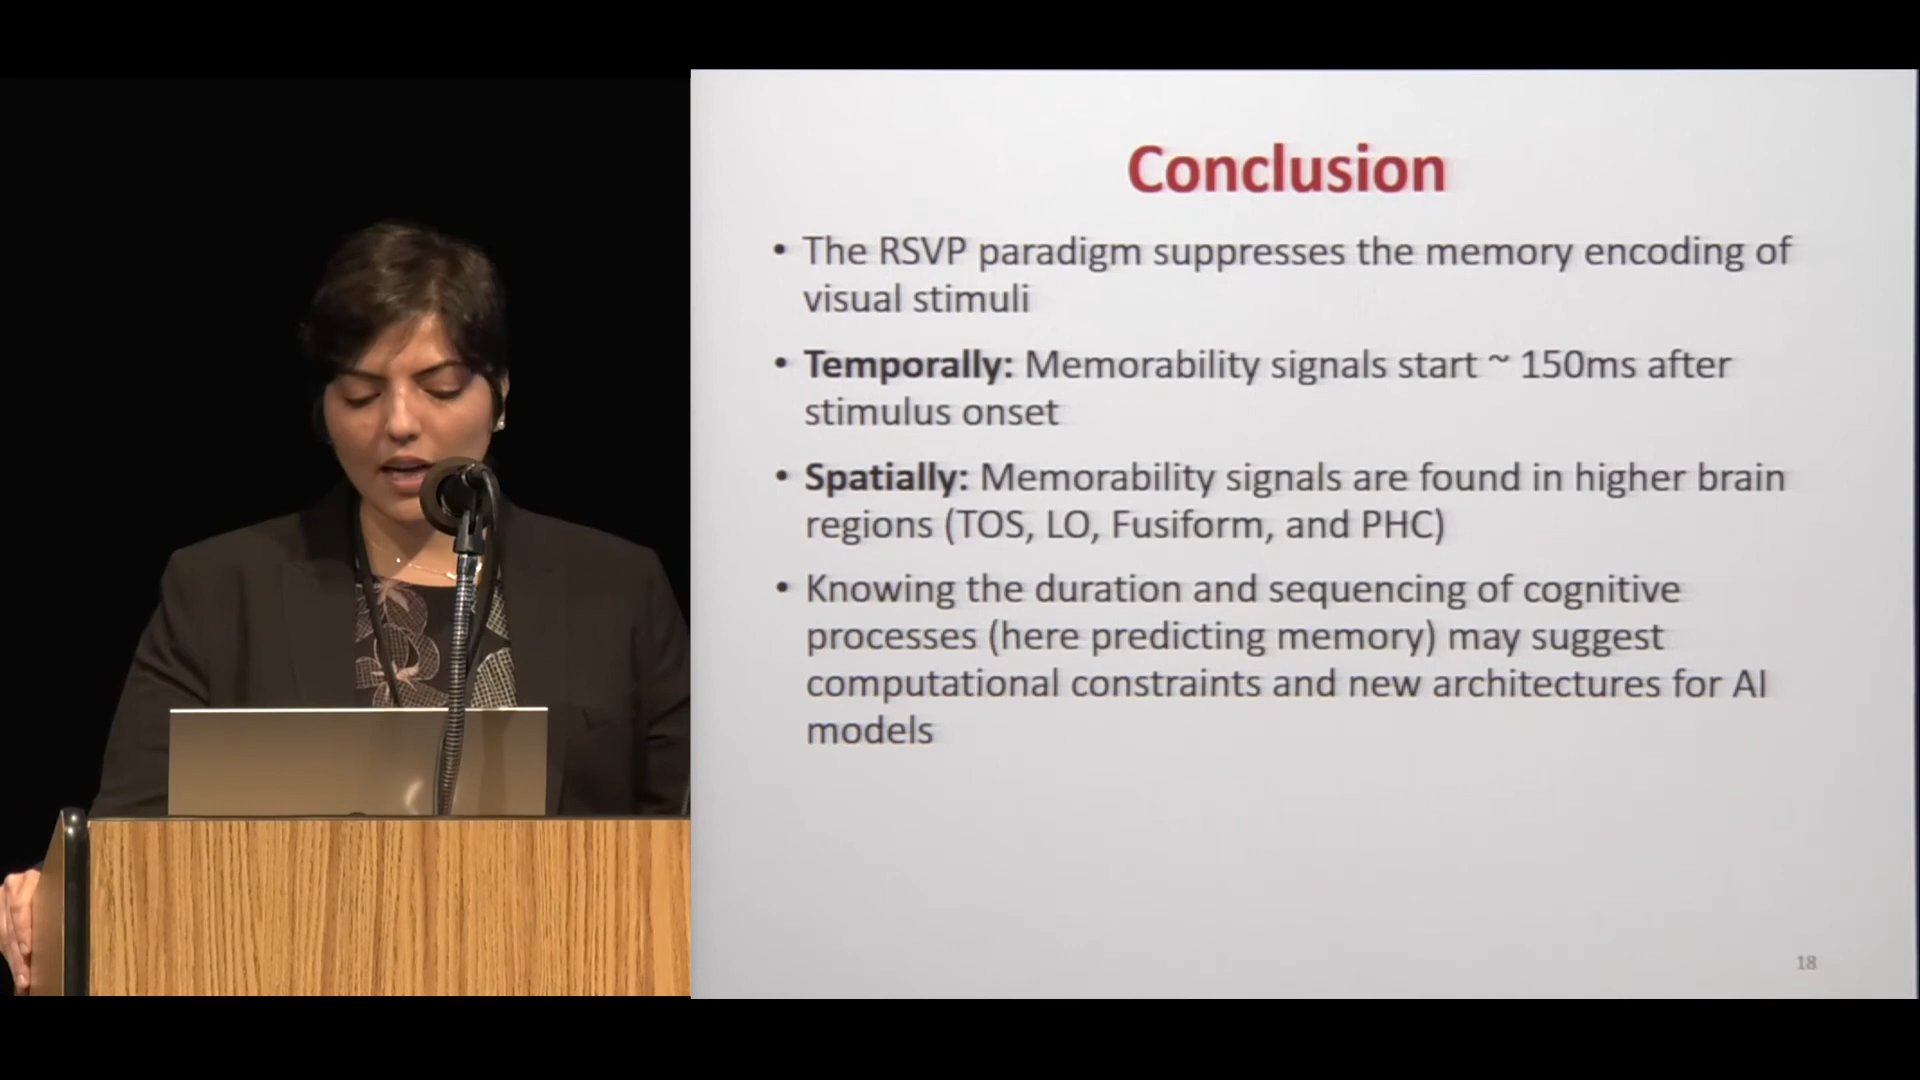 Conclusion
• The RSVP paradigm suppresses the memory encoding of
visual stimuli
• Temporally: Memorability signals start ~ 150ms after
stimulus onset
• Spatially: Memorability signals are found in higher brain
regions (TOS, LO, Fusiform, and PHC)
• Knowing the duration and sequencing of cognitive
processes (here predicting memory) may suggest
computational constraints and new architectures for AI
models
18